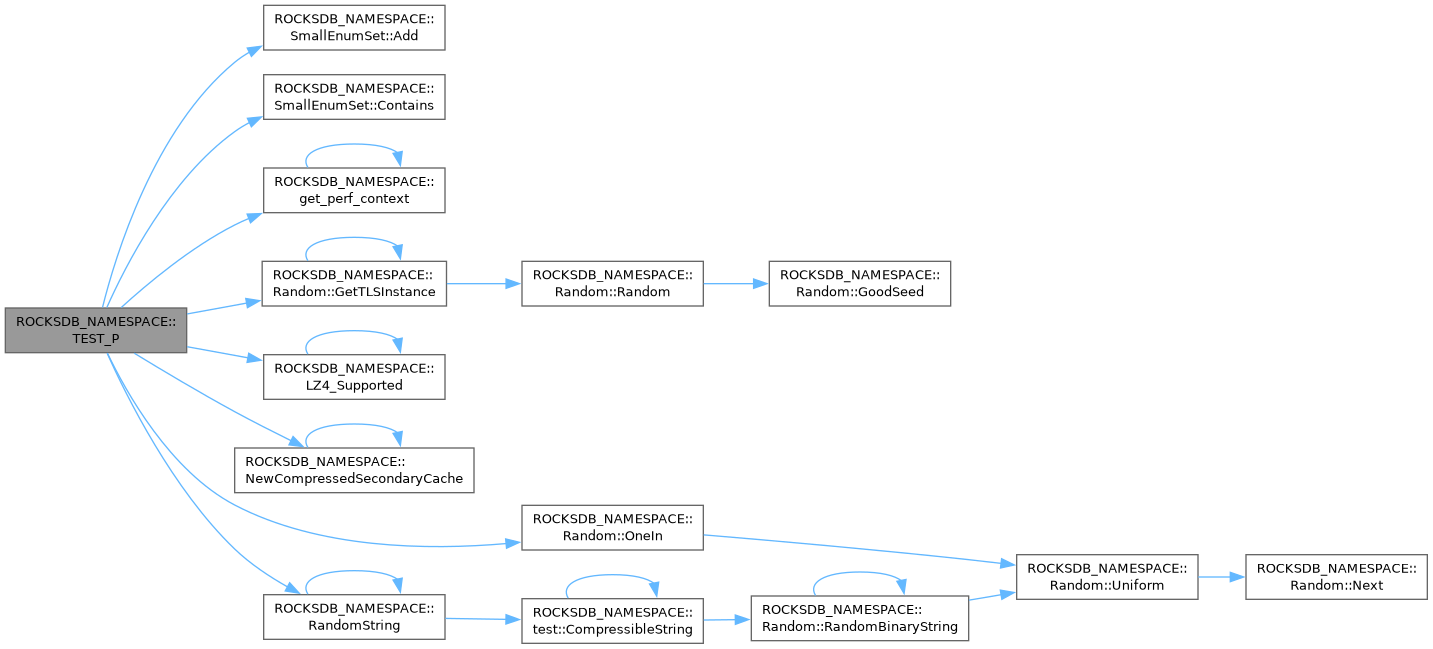 ROCKSDB_NAMESPACE::
SmallEnumSet::Add
ROCKSDB_NAMESPACE::
SmallEnumSet::Contains
ROCKSDB_NAMESPACE::
get_perf_context
ROCKSDB_NAMESPACE::
Random::GetTLSInstance
ROCKSDB_NAMESPACE::
Random::Random
ROCKSDB_NAMESPACE::
Random::GoodSeed
ROCKSDB_NAMESPACE::
TEST_P
ROCKSDB_NAMESPACE::
LZ4_Supported
ROCKSDB_NAMESPACE::
NewCompressedSecondaryCache
ROCKSDB_NAMESPACE::
Random::OneIn
ROCKSDB_NAMESPACE::
Random::Uniform
ROCKSDB_NAMESPACE::
Random::Next
ROCKSDB_NAMESPACE::
RandomString
ROCKSDB_NAMESPACE::
test::CompressibleString
ROCKSDB_NAMESPACE::
Random::RandomBinaryString